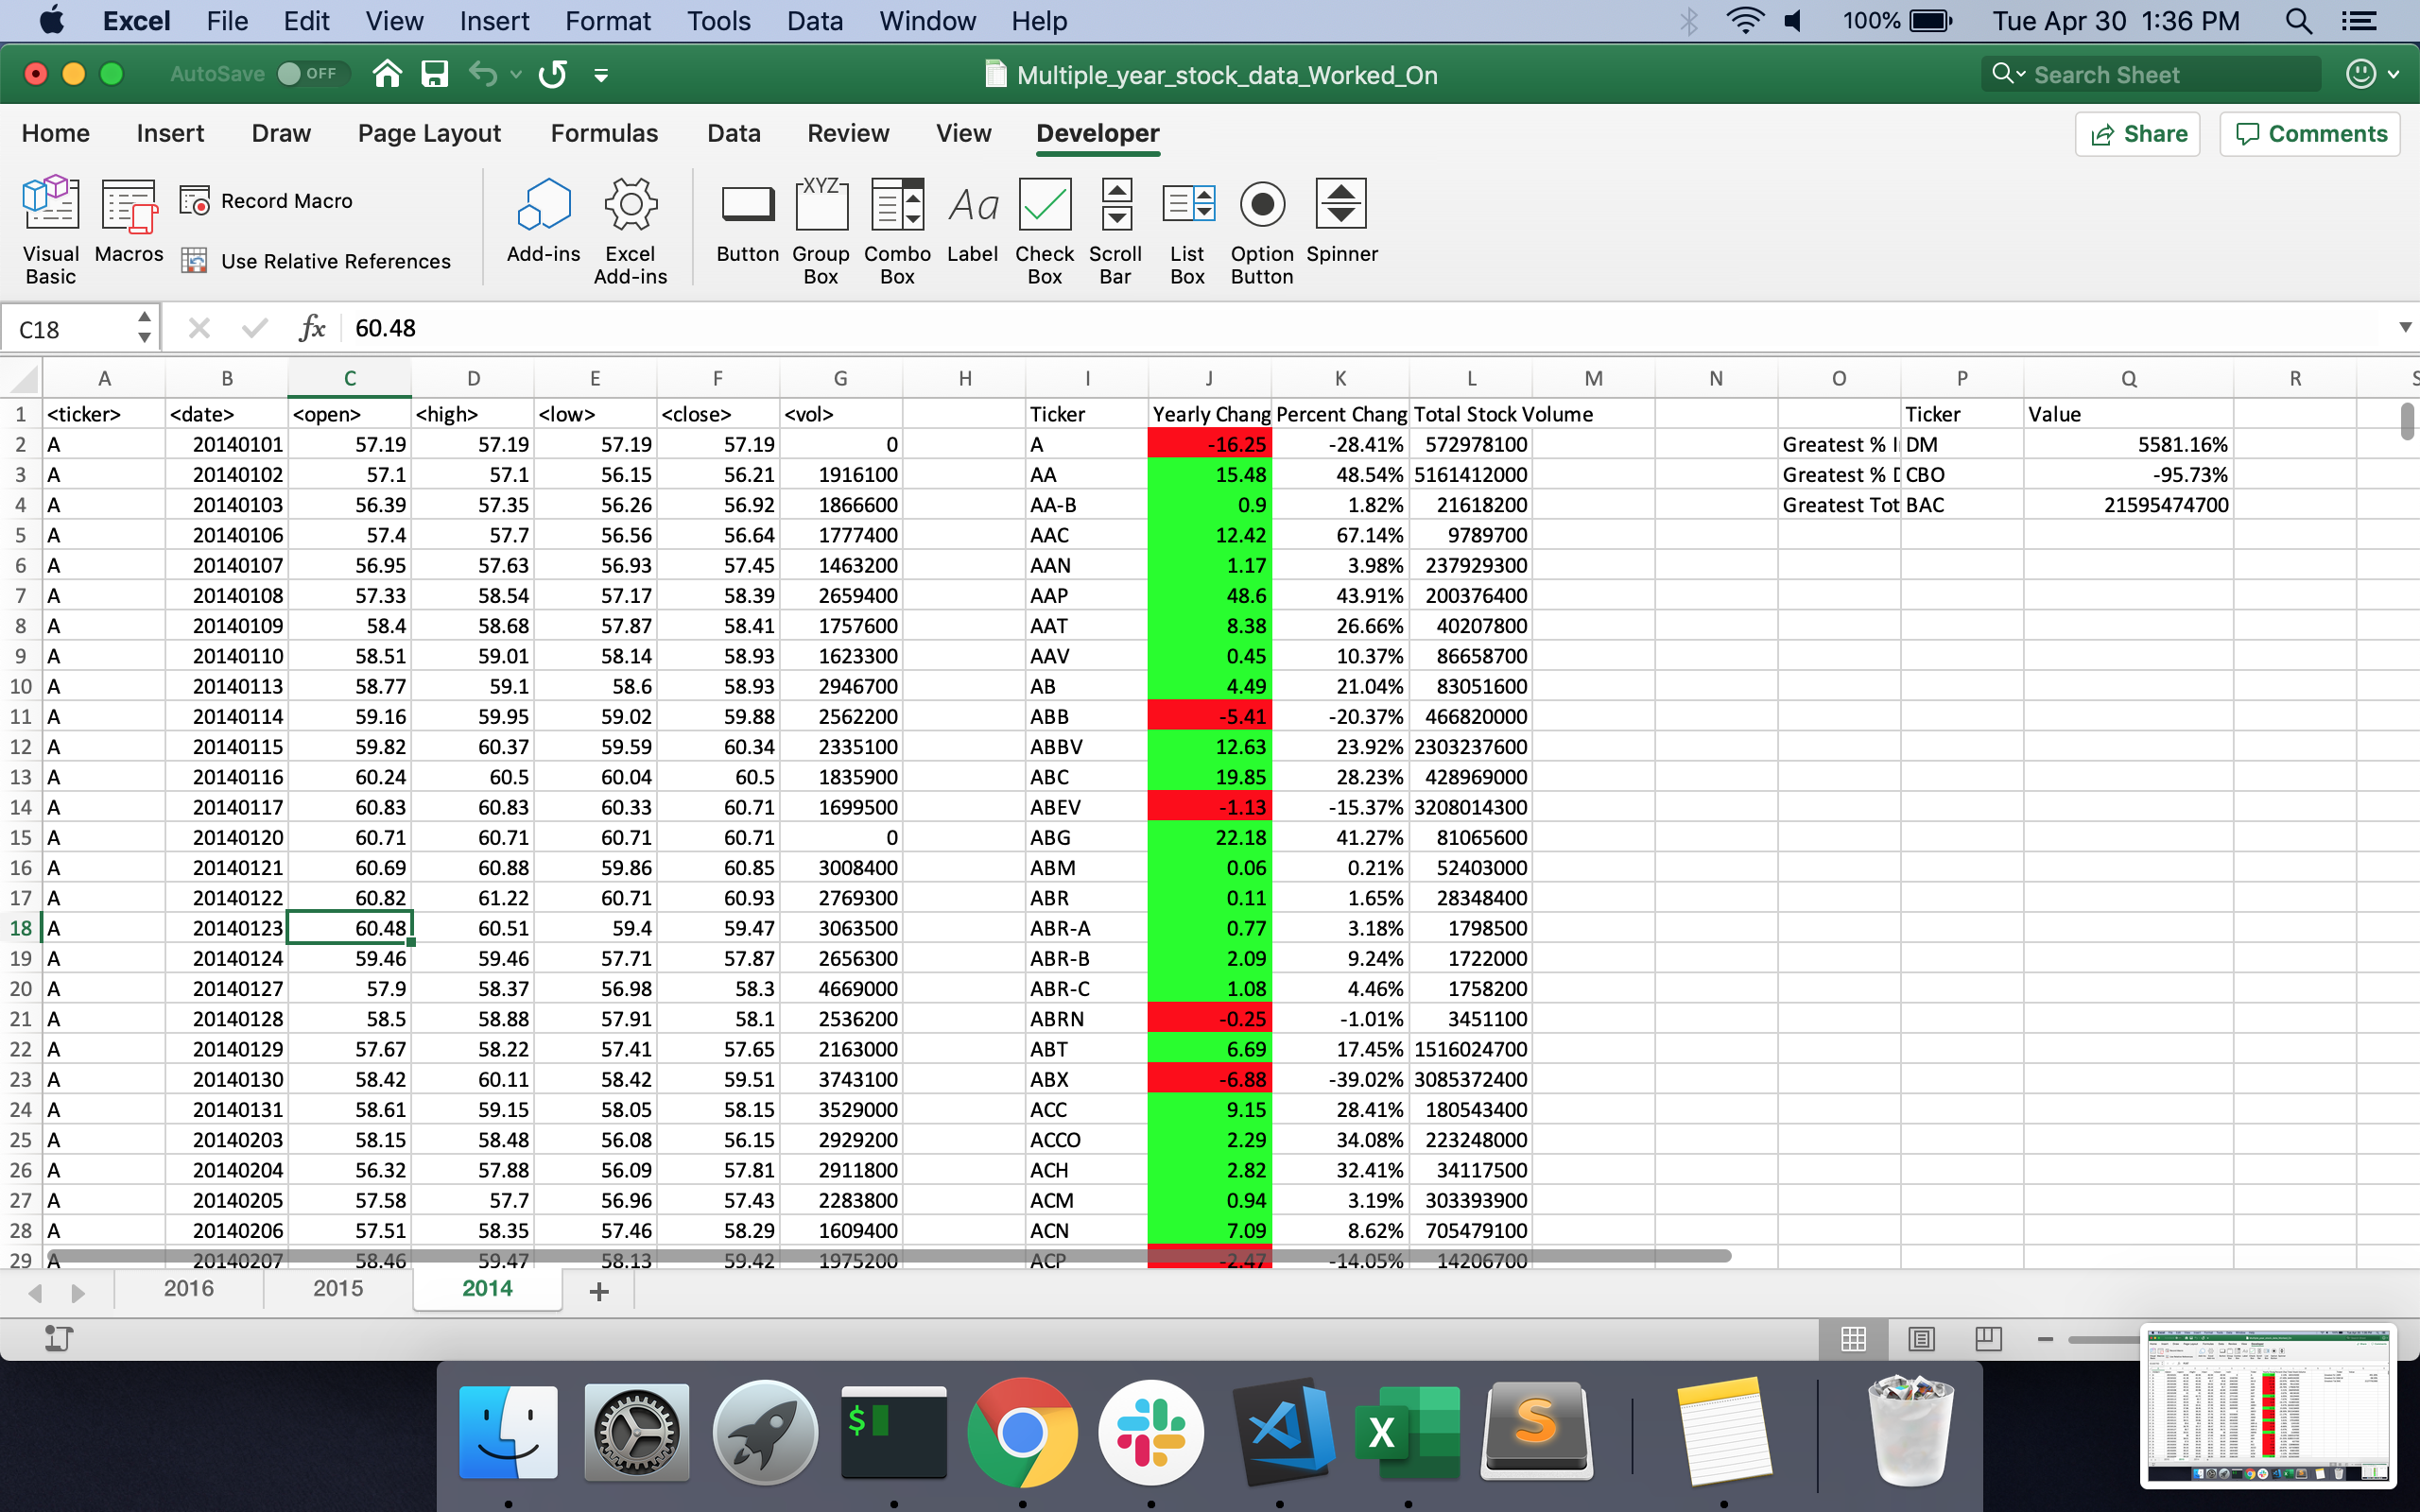 Excel File Edit View Insert Format Tools Data Window Help 100% Tue Apr 30 1:36 PM
AutoSave OFF Multiple_year_stock_data_Worked_On Search Sheet
Home Insert Draw Page Layout Formulas Data Review View Developer Share Comments
Visual Basic Macros Record Macro Use Relative References Add-ins Excel Add-ins Button XYZ Group Box Combo Box Aa Label Check Box Scroll Bar List Box Option Button Spinner
C18 fx 60.48
A B C D E F G H I J K L M N O P Q R S
1 <ticker> <date> <open> <high> <low> <close> <vol> Ticker Yearly Chang Percent Chang Total Stock Volume Ticker Value
2 A 20140101 57.19 57.19 57.19 57.19 0 A -16.25 -28.41% 572978100 Greatest % I DM 5581.16%
3 A 20140102 57.1 57.1 56.15 56.21 1916100 AA 15.48 48.54% 5161412000 Greatest % D CBO -95.73%
4 A 20140103 56.39 57.35 56.26 56.92 1866600 AA-B 0.9 1.82% 21618200 Greatest Tot BAC 21595474700
5 A 20140106 57.4 57.7 56.56 56.64 1777400 AAC 12.42 67.14% 9789700
6 A 20140107 56.95 57.63 56.93 57.45 1463200 AAN 1.17 3.98% 237929300
7 A 20140108 57.33 58.54 57.17 58.39 2659400 AAP 48.6 43.91% 200376400
8 A 20140109 58.4 58.68 57.87 58.41 1757600 AAT 8.38 26.66% 40207800
9 A 20140110 58.51 59.01 58.14 58.93 1623300 AAV 0.45 10.37% 86658700
10 A 20140113 58.77 59.1 58.6 58.93 2946700 AB 4.49 21.04% 83051600
11 A 20140114 59.16 59.95 59.02 59.88 2562200 ABB -5.41 -20.37% 466820000
12 A 20140115 59.82 60.37 59.59 60.34 2335100 ABBV 12.63 23.92% 2303237600
13 A 20140116 60.24 60.5 60.04 60.5 1835900 ABC 19.85 28.23% 428969000
14 A 20140117 60.83 60.83 60.33 60.71 1699500 ABEV -1.13 -15.37% 3208014300
15 A 20140120 60.71 60.71 60.71 60.71 0 ABG 22.18 41.27% 81065600
16 A 20140121 60.69 60.88 59.86 60.85 3008400 ABM 0.06 0.21% 52403000
17 A 20140122 60.82 61.22 60.71 60.93 2769300 ABR 0.11 1.65% 28348400
18 A 20140123 60.48 60.51 59.4 59.47 3063500 ABR-A 0.77 3.18% 1798500
19 A 20140124 59.46 59.46 57.71 57.87 2656300 ABR-B 2.09 9.24% 1722000
20 A 20140127 57.9 58.37 56.98 58.3 4669000 ABR-C 1.08 4.46% 1758200
21 A 20140128 58.5 58.88 57.91 58.1 2536200 ABRN -0.25 -1.01% 3451100
22 A 20140129 57.67 58.22 57.41 57.65 2163000 ABT 6.69 17.45% 1516024700
23 A 20140130 58.42 60.11 58.42 59.51 3743100 ABX -6.88 -39.02% 3085372400
24 A 20140131 58.61 59.15 58.05 58.15 3529000 ACC 9.15 28.41% 180543400
25 A 20140203 58.15 58.48 56.08 56.15 2929200 ACCO 2.29 34.08% 223248000
26 A 20140204 56.32 57.88 56.09 57.81 2911800 ACH 2.82 32.41% 34117500
27 A 20140205 57.58 57.7 56.96 57.43 2283800 ACM 0.94 3.19% 303393900
28 A 20140206 57.51 58.35 57.46 58.29 1609400 ACN 7.09 8.62% 705479100
29 A 20140207 58.46 59.47 58.13 59.42 1975200 ACP -2.47 -14.05% 14206700
2016 2015 2014 +
$ X S